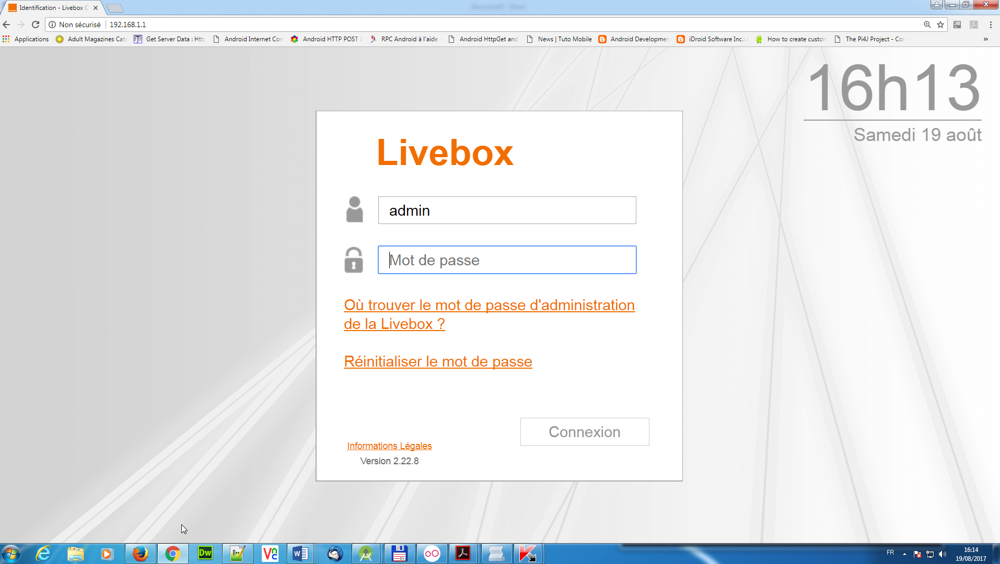 Identification - Livebox C
Non sécurisé 192.168.1.1
Applications Adult Magazines Cate Get Server Data : Htt Android Internet Con Android HTTP POST RPC Android à l'aide Android HttpGet and News | Tuto Mobile Android Developmen iDroid Software Inc.: How to create custon The Pi4J Project - Co
16h13
Samedi 19 août
Livebox
admin
Mot de passe
Où trouver le mot de passe d'administration
de la Livebox ?
Réinitialiser le mot de passe
Connexion
Informations Légales
Version 2.22.8
FR
16:14
19/08/2017